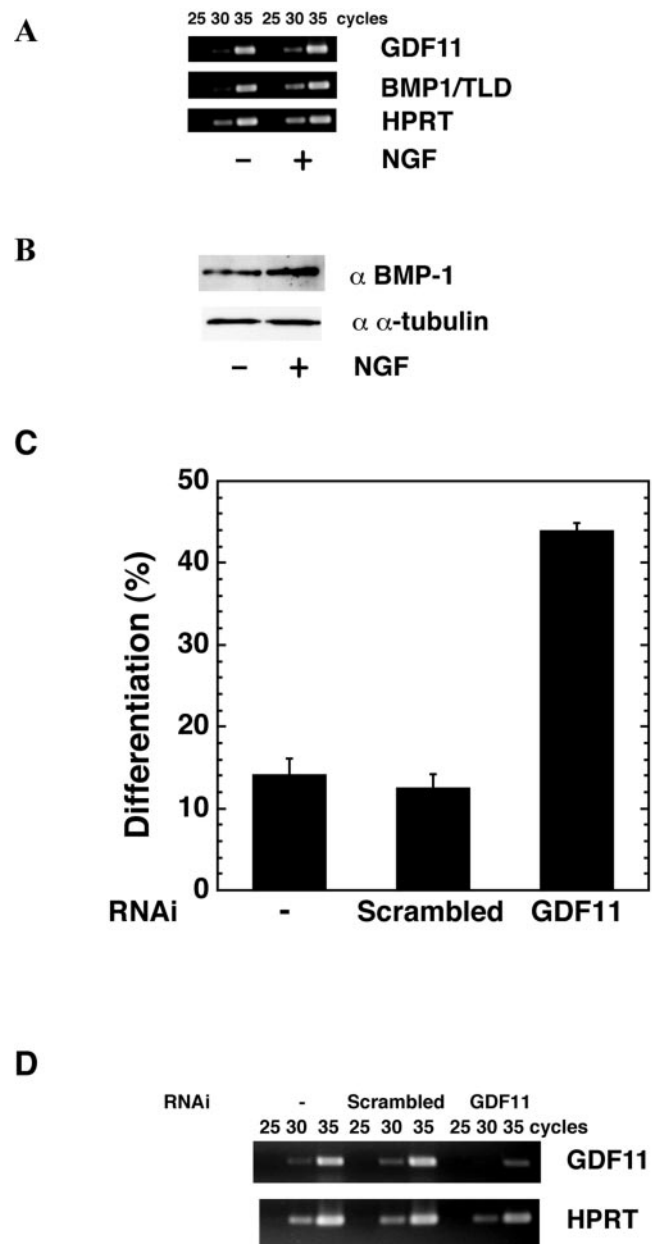 A
25 30 35 25 30 35 cycles
GDF11
BMP1/TLD
HPRT
− + NGF
B
α BMP-1
α α-tubulin
− + NGF
C
Differentiation (%)
50
40
30
20
10
0
RNAi - Scrambled GDF11
D
RNAi - Scrambled GDF11
25 30 35 25 30 35 25 30 35 cycles
GDF11
HPRT